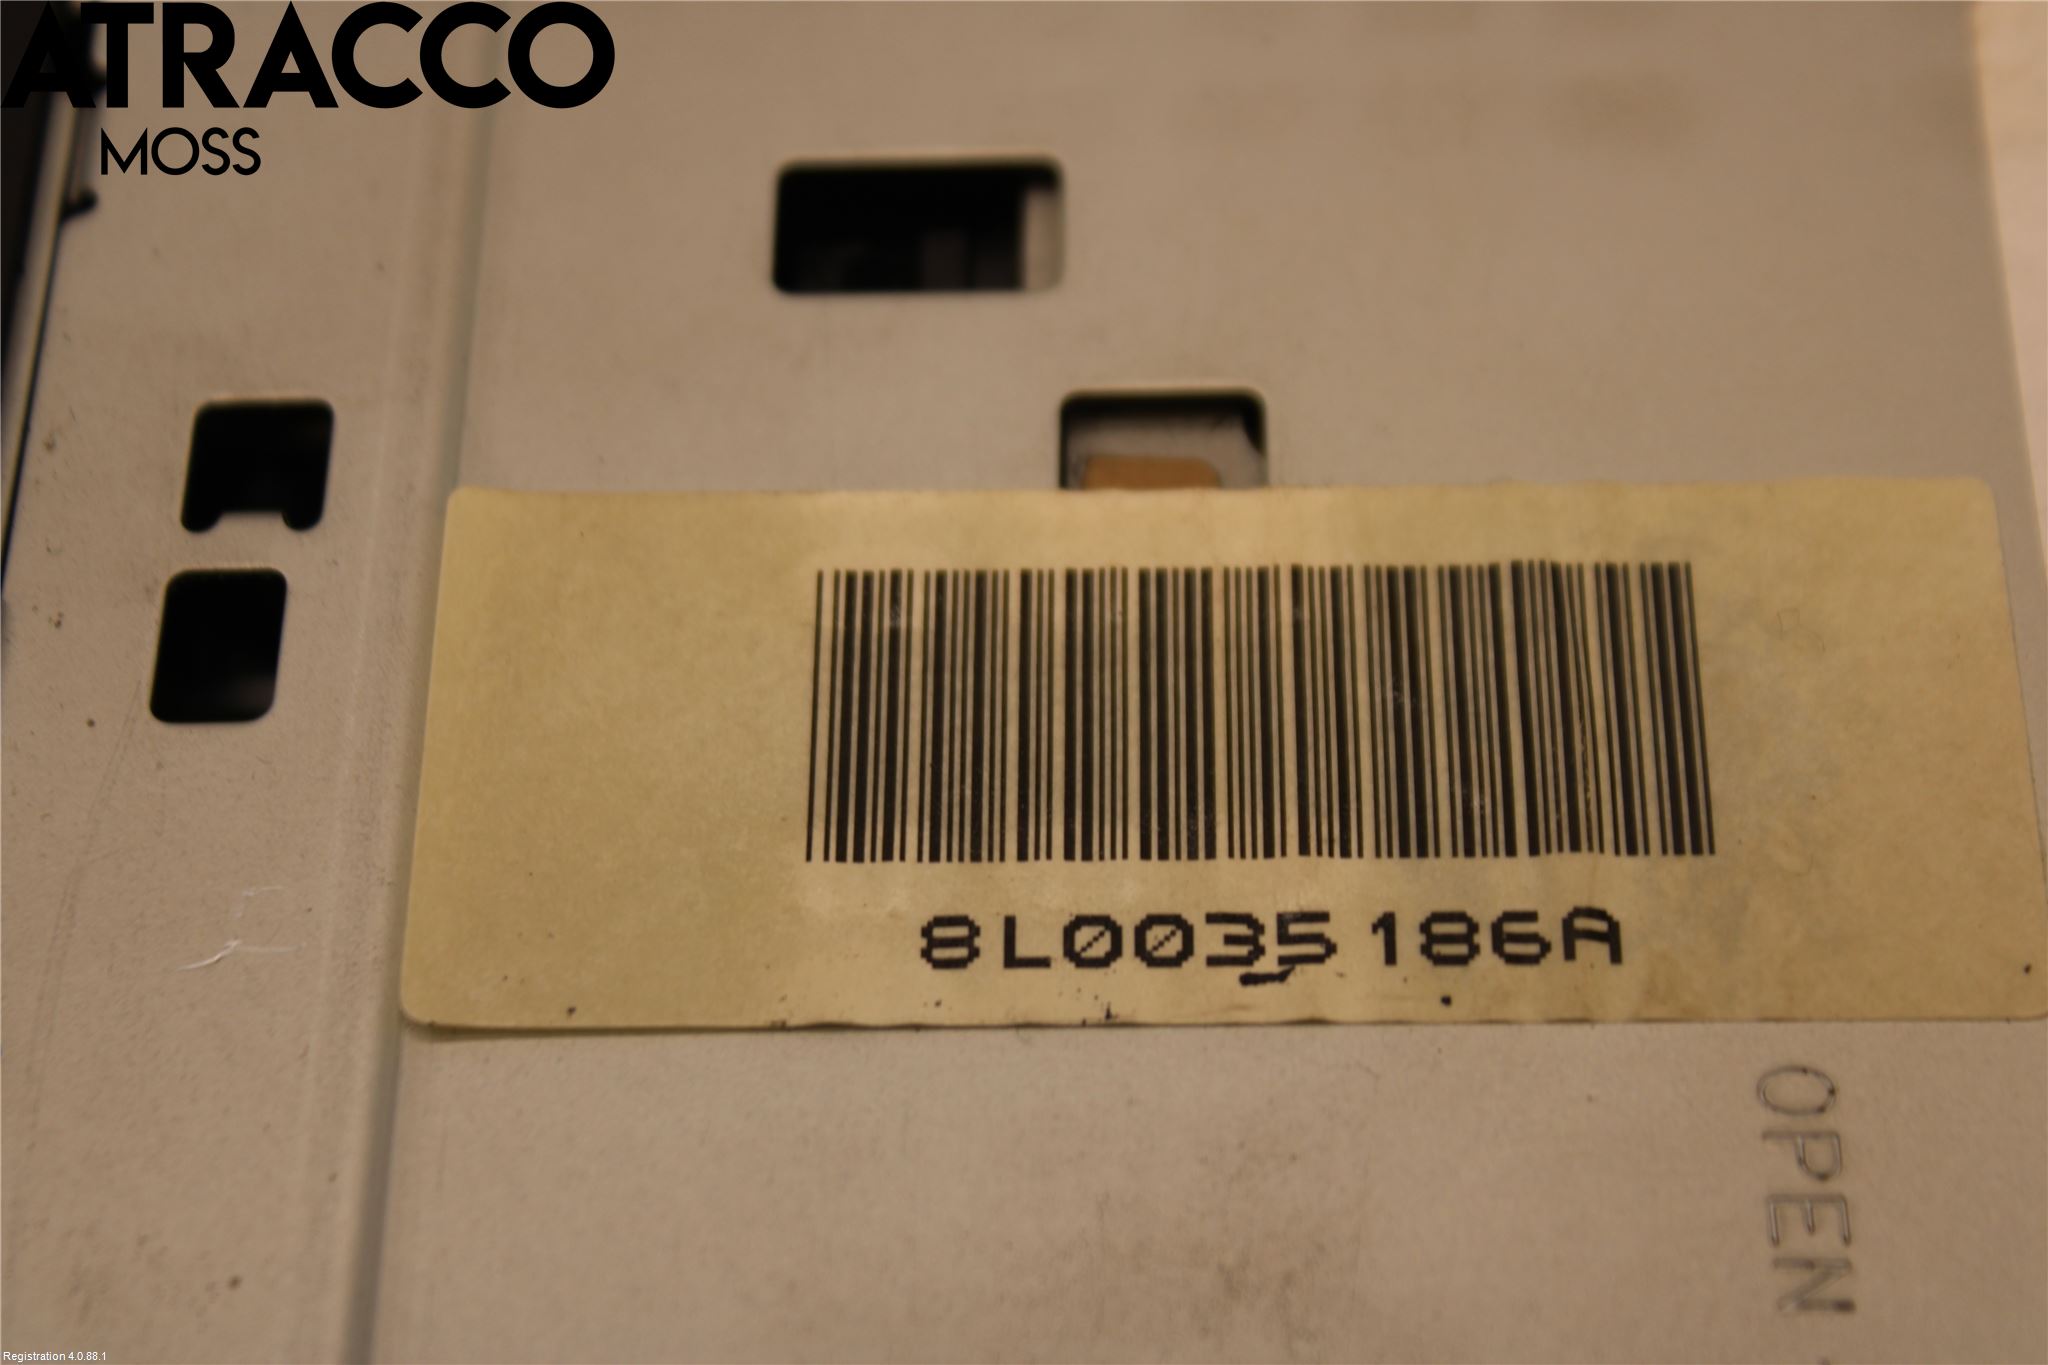 ATRACCO
MOSS
8L0035186A
OPEN
Registration 4.0.88.1